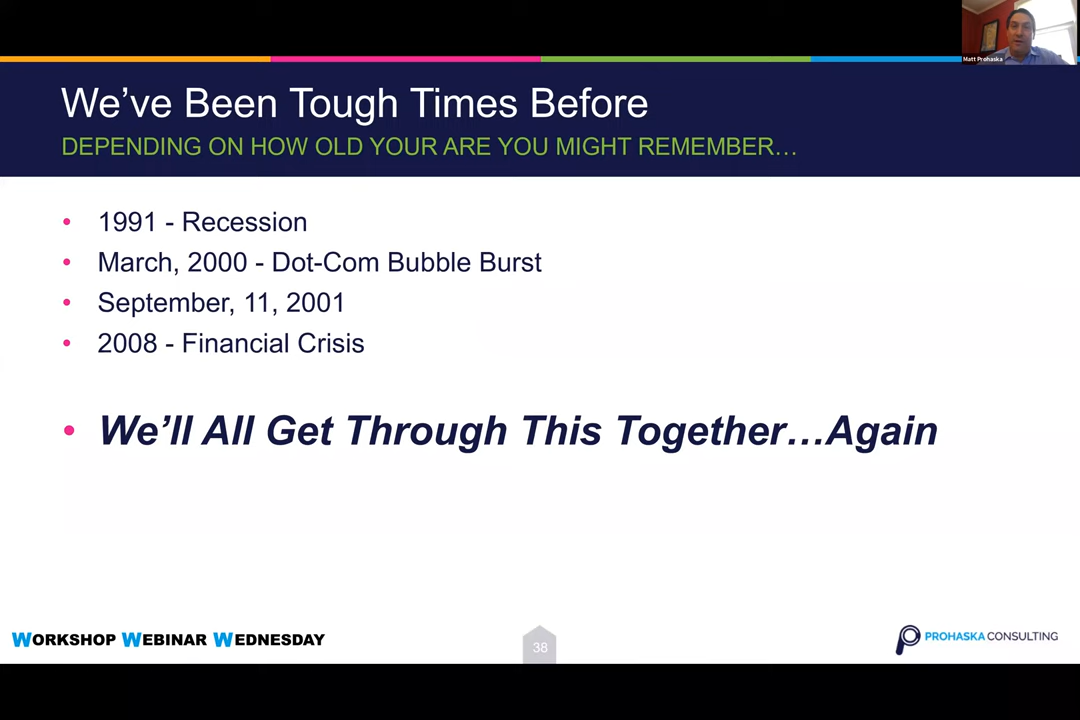 Matt Prohaska
We’ve Been Tough Times Before
DEPENDING ON HOW OLD YOUR ARE YOU MIGHT REMEMBER…
• 1991 - Recession
• March, 2000 - Dot-Com Bubble Burst
• September, 11, 2001
• 2008 - Financial Crisis
• We’ll All Get Through This Together…Again
WORKSHOP WEBINAR WEDNESDAY
38
PROHASKA CONSULTING